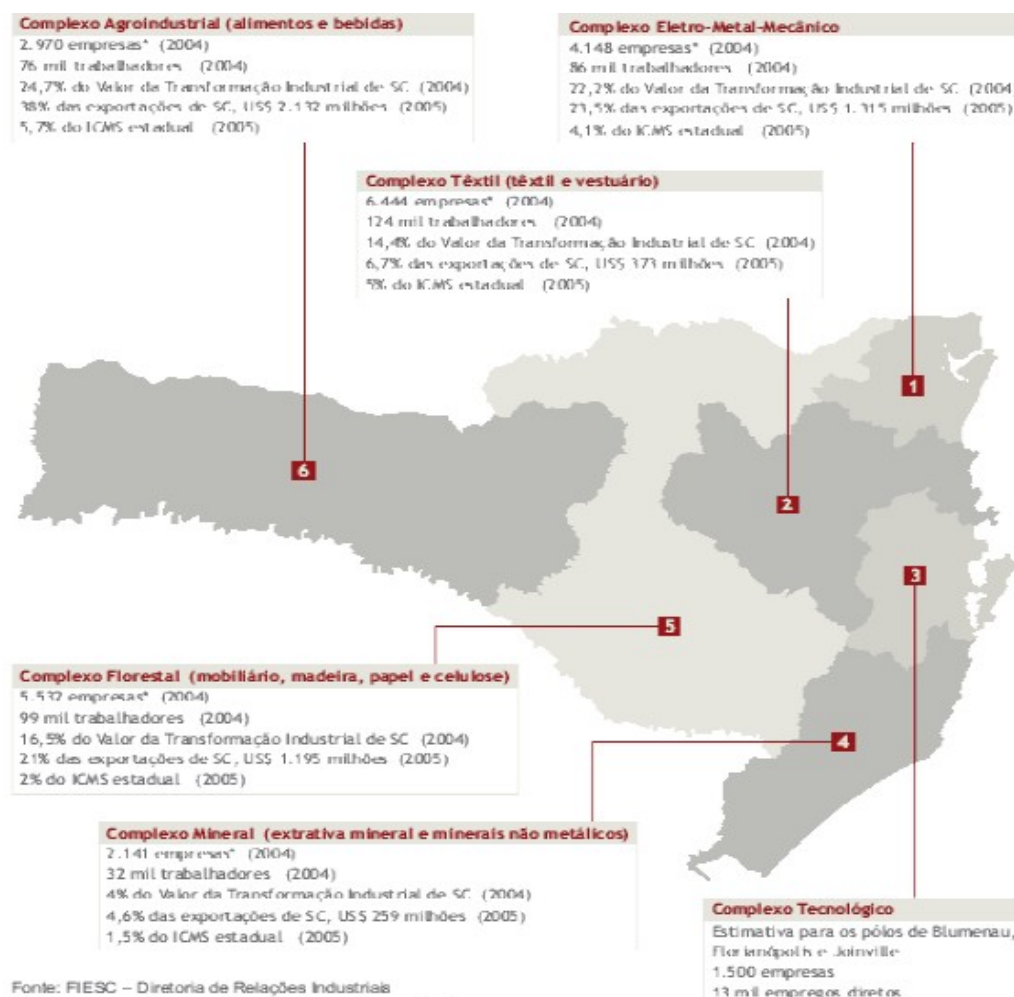 Complexo Agroindustrial (alimentos e bebidas)
2.970 empresas* (2004)
76 mil trabalhadores (2004)
24,7% do Valor da Transformação Industrial de SC (2004)
38% das exportações de SC, US$ 2.132 milhões (2005)
5,7% do ICMS estadual (2005)
Complexo Eletro-Metal-Mecânico
4.148 empresas* (2004)
86 mil trabalhadores (2004)
22,2% do Valor da Transformação Industrial de SC (2004
23,5% das exportações de SC, US$ 1.315 milhões (2005)
4,1% do ICMS estadual (2005)
Complexo Têxtil (têxtil e vestuário)
6.444 empresas* (2004)
124 mil trabalhadores (2004)
14,4% do Valor da Transformação Industrial de SC (2004)
6,7% das exportações de SC, US$ 373 milhões (2005)
5% do ICMS estadual (2005)
1
6
2
3
5
4
Complexo Florestal (mobiliário, madeira, papel e celulose)
5.532 empresas* (2004)
99 mil trabalhadores (2004)
16,5% do Valor da Transformação Industrial de SC (2004)
21% das exportações de SC, US$ 1.195 milhões (2005)
2% do ICMS estadual (2005)
Complexo Mineral (extrativa mineral e minerais não metálicos)
2.141 empresas* (2004)
32 mil trabalhadores (2004)
4% do Valor da Transformação Industrial de SC (2004)
4,6% das exportações de SC, US$ 259 milhões (2005)
1,5% do ICMS estadual (2005)
Complexo Tecnológico
Estimativa para os pólos de Blumenau,
Florianópolis e Joinville
1.500 empresas
13 mil empregos diretos
Fonte: FIESC – Diretoria de Relações Industriais